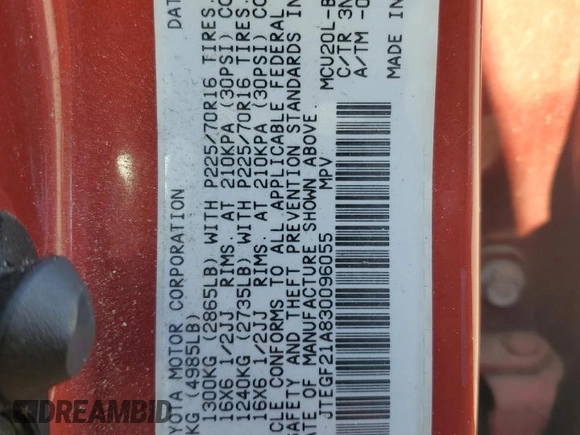 DAT
OYOTA MOTOR CORPORATION
KG (4985LB)
1300KG (2865LB) WITH P225/70R16 TIRES.
16X6 1/2JJ RIMS. AT 210KPA (30PSI) CO
1240KG (2735LB) WITH P225/70R16 TIRES.
16X6 1/2JJ RIMS. AT 210KPA (30PSI) CO
CLE CONFORMS TO ALL APPLICABLE FEDERAL
SAFETY AND THEFT PREVENTION STANDARDS IN
DATE OF MANUFACTURE SHOWN ABOVE.
JTEGF21A830096055 MPV
MCU20L-
C/TR 3N
A/TM -0
MADE IN
DREAMBID